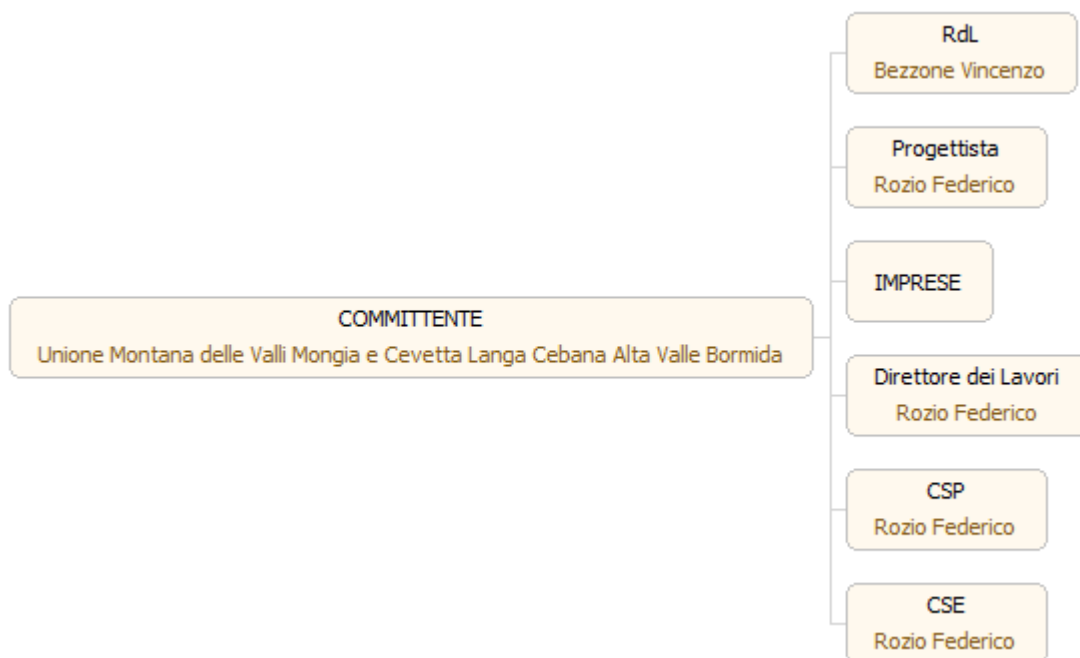 RdL
Bezzone Vincenzo
Progettista
Rozio Federico
IMPRESE
COMMITTENTE
Unione Montana delle Valli Mongia e Cevetta Langa Cebana Alta Valle Bormida
Direttore dei Lavori
Rozio Federico
CSP
Rozio Federico
CSE
Rozio Federico